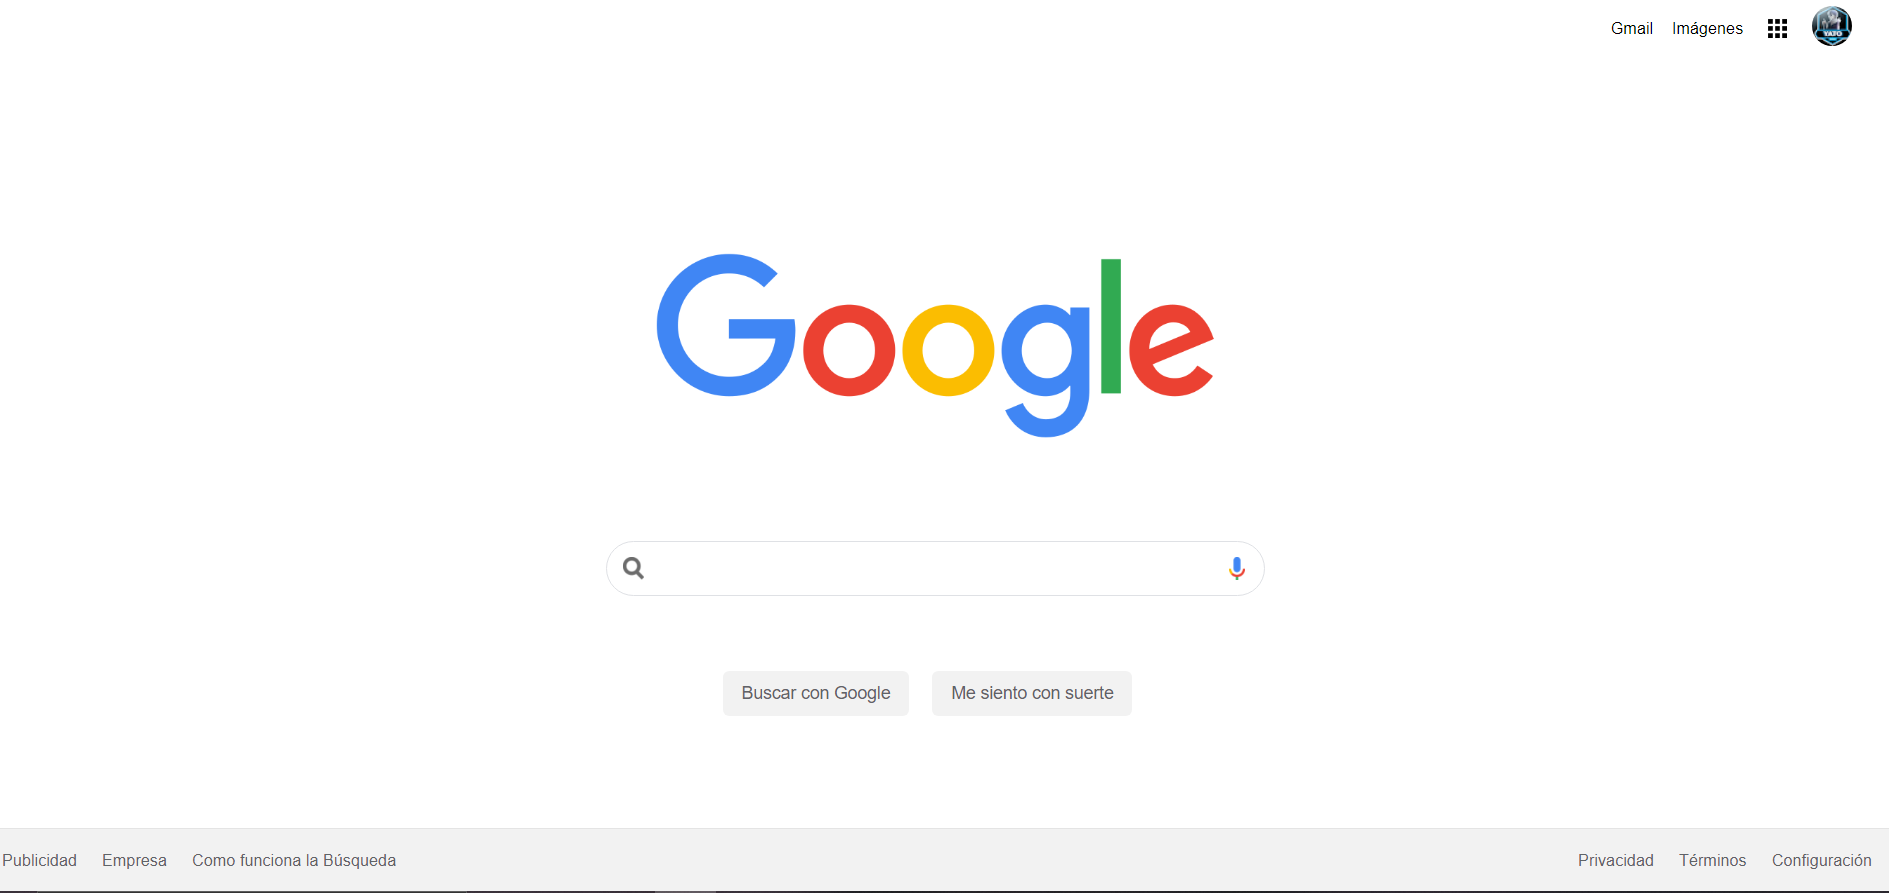 Gmail Imágenes
YATO
Google
Buscar con Google Me siento con suerte
Publicidad Empresa Como funciona la Búsqueda Privacidad Términos Configuración